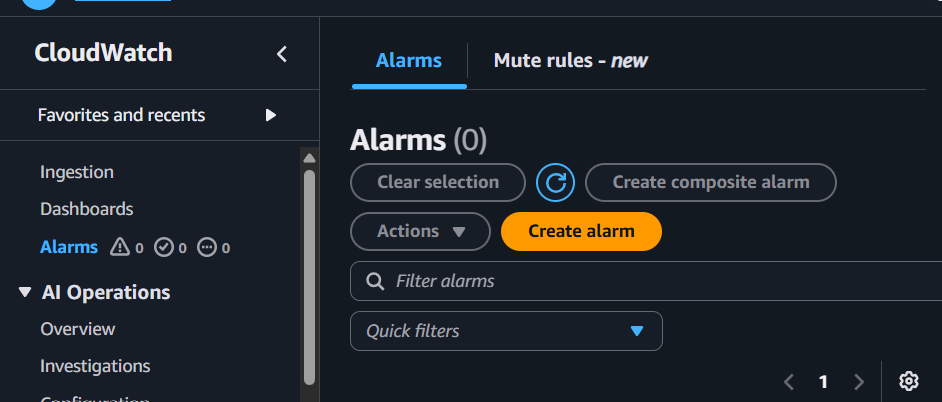 CloudWatch
Favorites and recents
Ingestion
Dashboards
Alarms 0 0 0
AI Operations
Overview
Investigations
Configuration
Alarms
Mute rules - new
Alarms (0)
Clear selection
Create composite alarm
Actions
Create alarm
Filter alarms
Quick filters
1